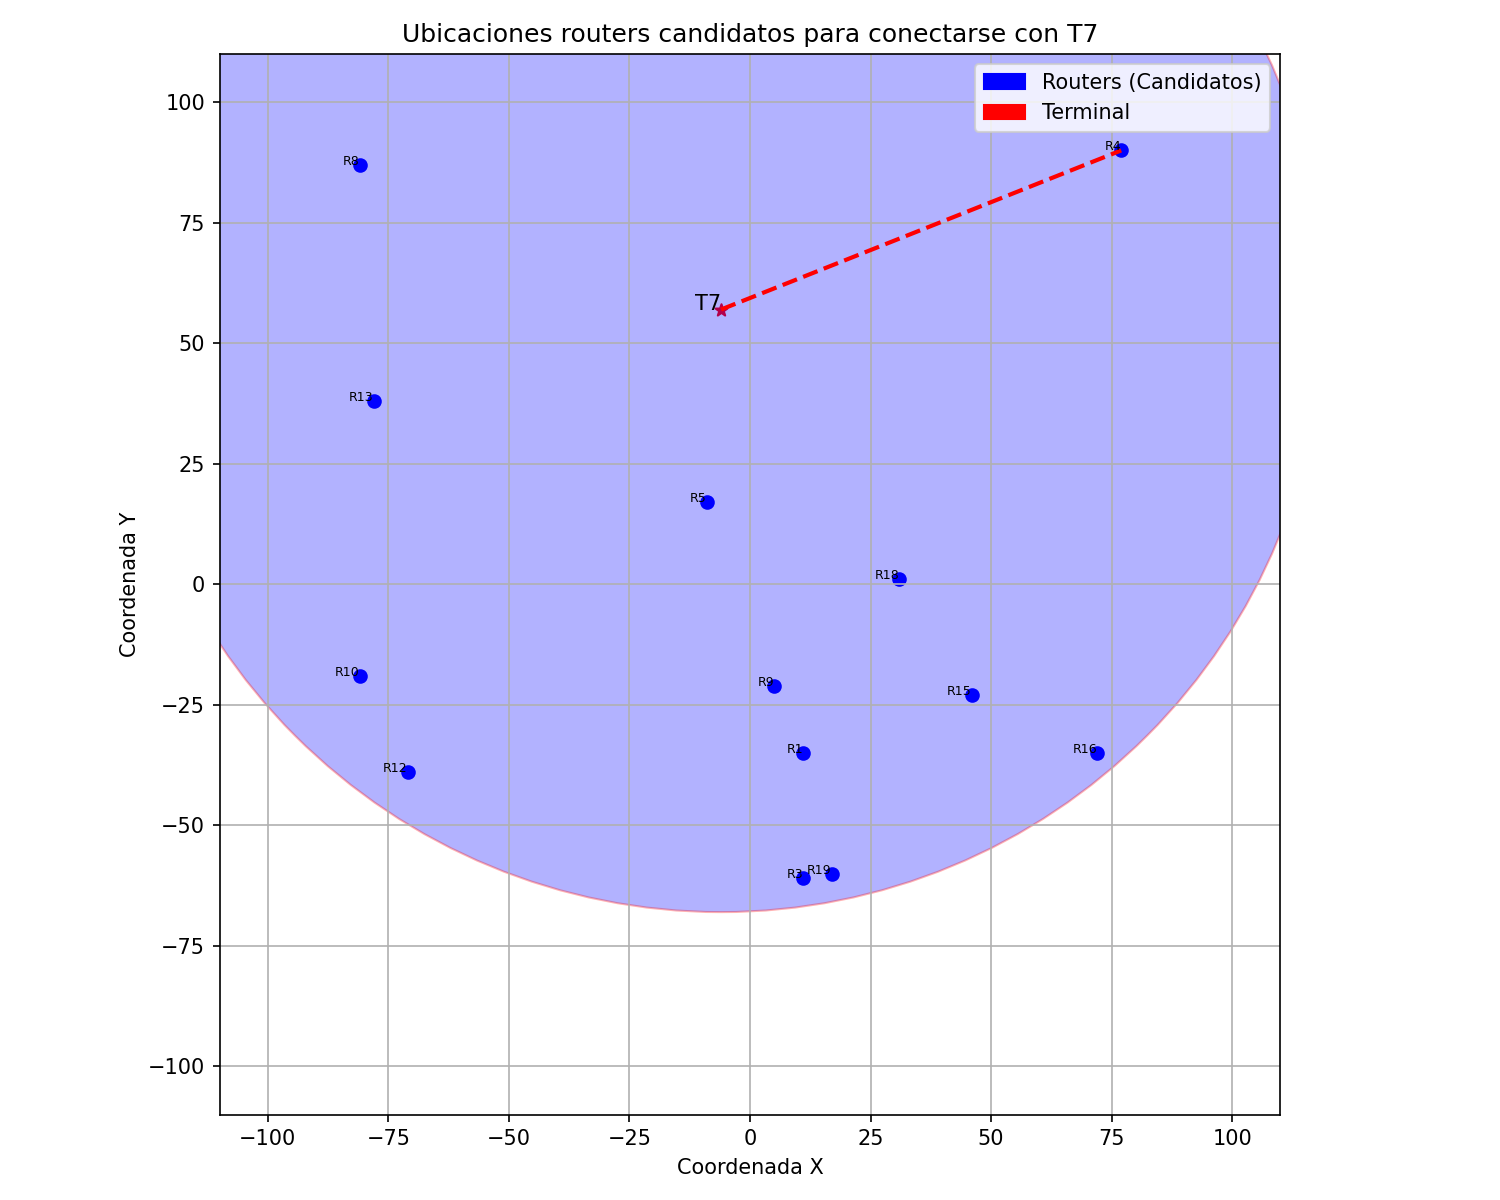 Ubicaciones routers candidatos para conectarse con T7
Routers (Candidatos)
Terminal
100
75
50
25
0
−25
−50
−75
−100
Coordenada Y
R8
R4
T7
R13
R5
R18
R10
R9
R15
R1
R16
R12
R3
R19
−100 −75 −50 −25 0 25 50 75 100
Coordenada X